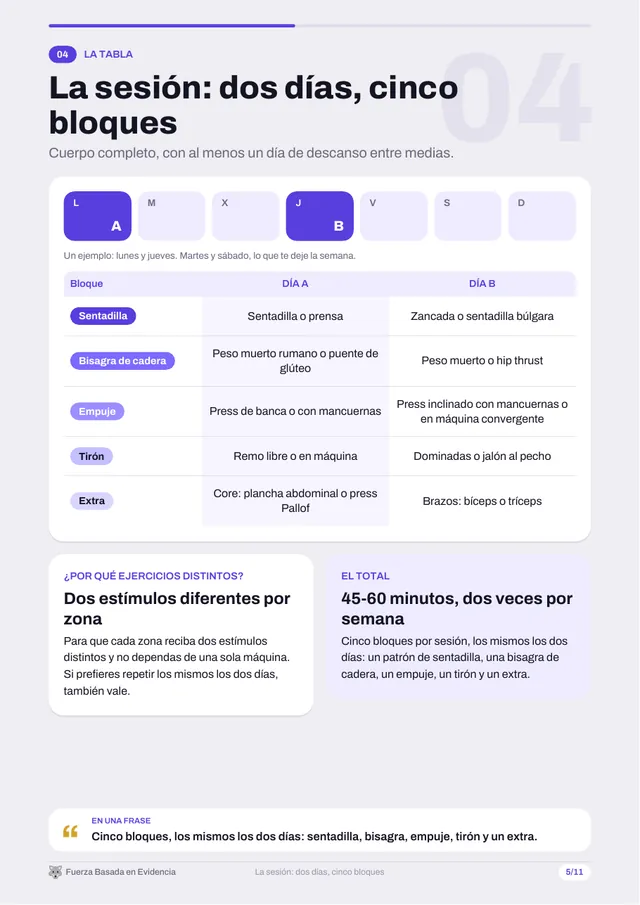 04 LA TABLA
04
La sesión: dos días, cinco
bloques
Cuerpo completo, con al menos un día de descanso entre medias.
L M X J V S D
A B
Un ejemplo: lunes y jueves. Martes y sábado, lo que te deje la semana.
Bloque DÍA A DÍA B
Sentadilla Sentadilla o prensa Zancada o sentadilla búlgara
Bisagra de cadera Peso muerto rumano o puente de
glúteo Peso muerto o hip thrust
Empuje Press de banca o con mancuernas Press inclinado con mancuernas o
en máquina convergente
Tirón Remo libre o en máquina Dominadas o jalón al pecho
Extra Core: plancha abdominal o press
Pallof Brazos: bíceps o tríceps
¿POR QUÉ EJERCICIOS DISTINTOS?
Dos estímulos diferentes por
zona
Para que cada zona reciba dos estímulos
distintos y no dependas de una sola máquina.
Si prefieres repetir los mismos los dos días,
también vale.
EL TOTAL
45-60 minutos, dos veces por
semana
Cinco bloques por sesión, los mismos los dos
días: un patrón de sentadilla, una bisagra de
cadera, un empuje, un tirón y un extra.
EN UNA FRASE
Cinco bloques, los mismos los dos días: sentadilla, bisagra, empuje, tirón y un extra.
Fuerza Basada en Evidencia La sesión: dos días, cinco bloques 5/11